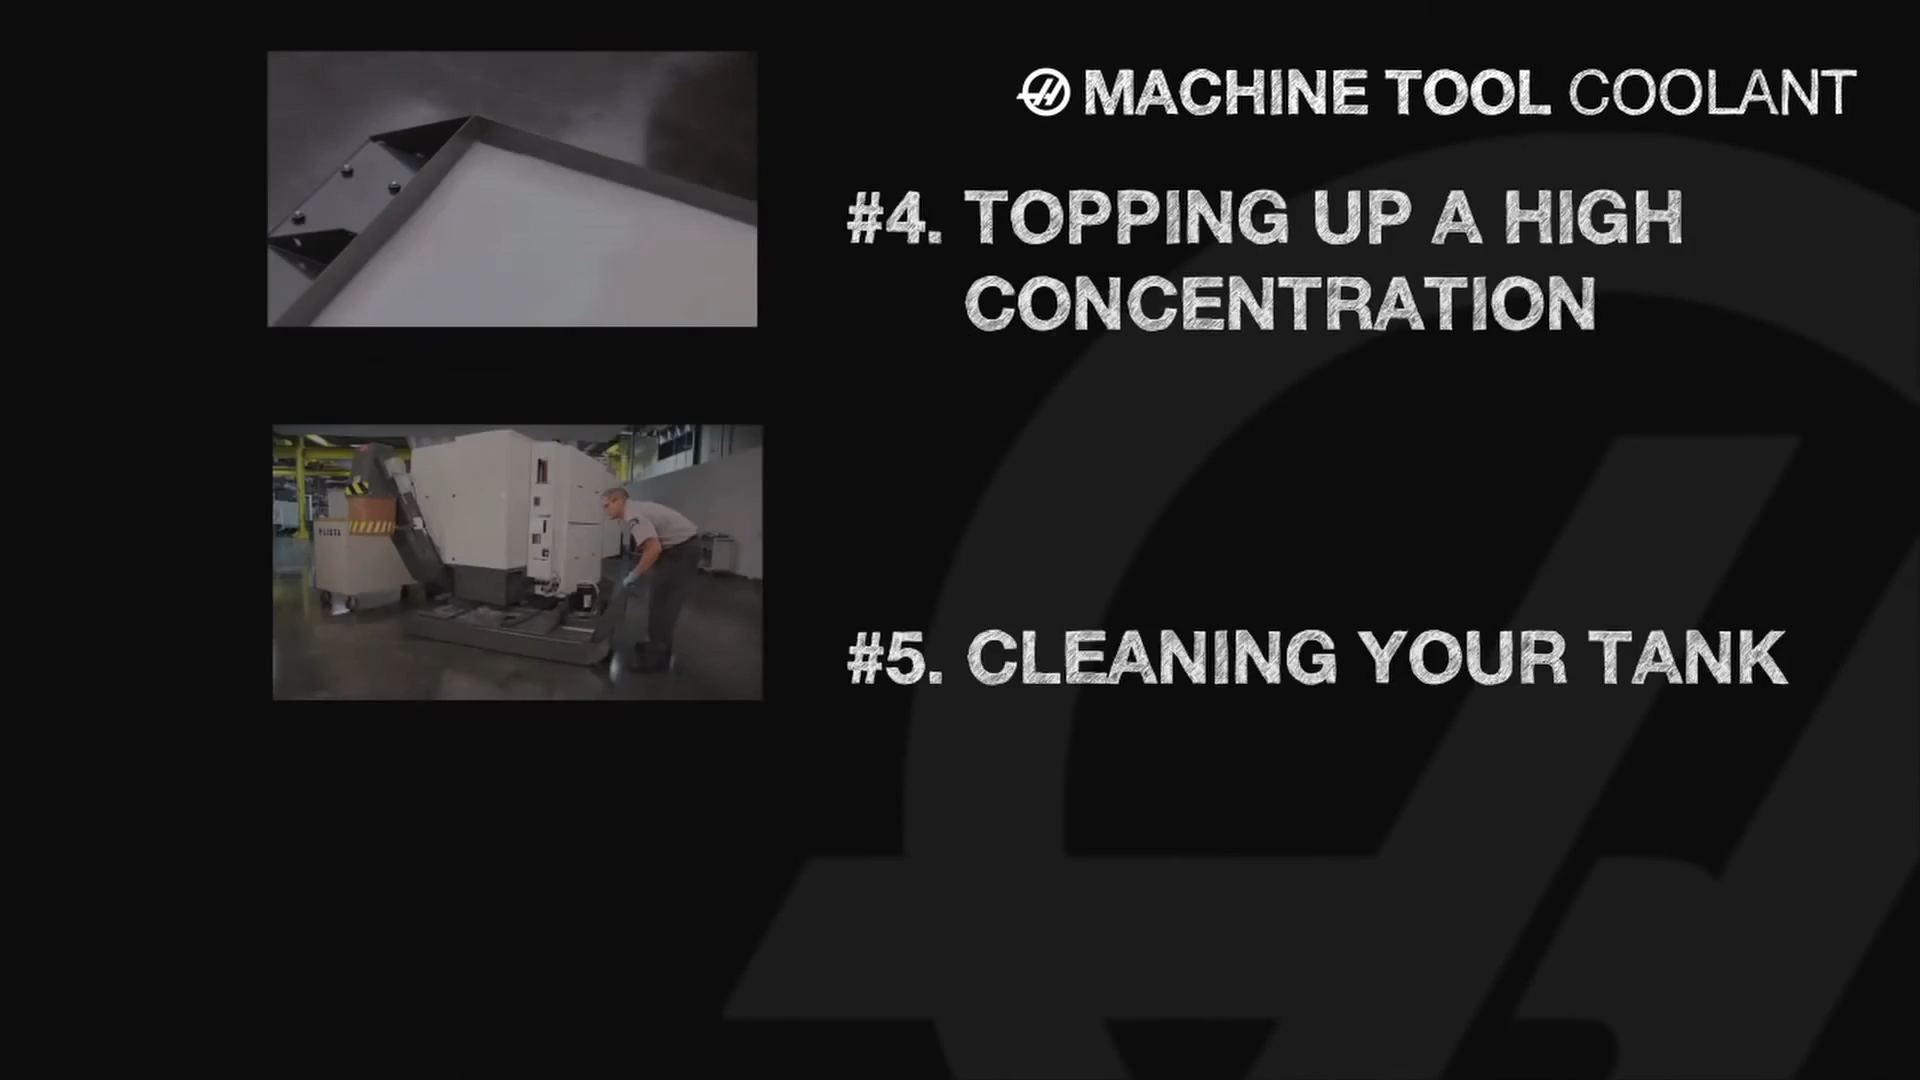 MACHINE TOOL COOLANT
#4. TOPPING UP A HIGH
CONCENTRATION
#5. CLEANING YOUR TANK